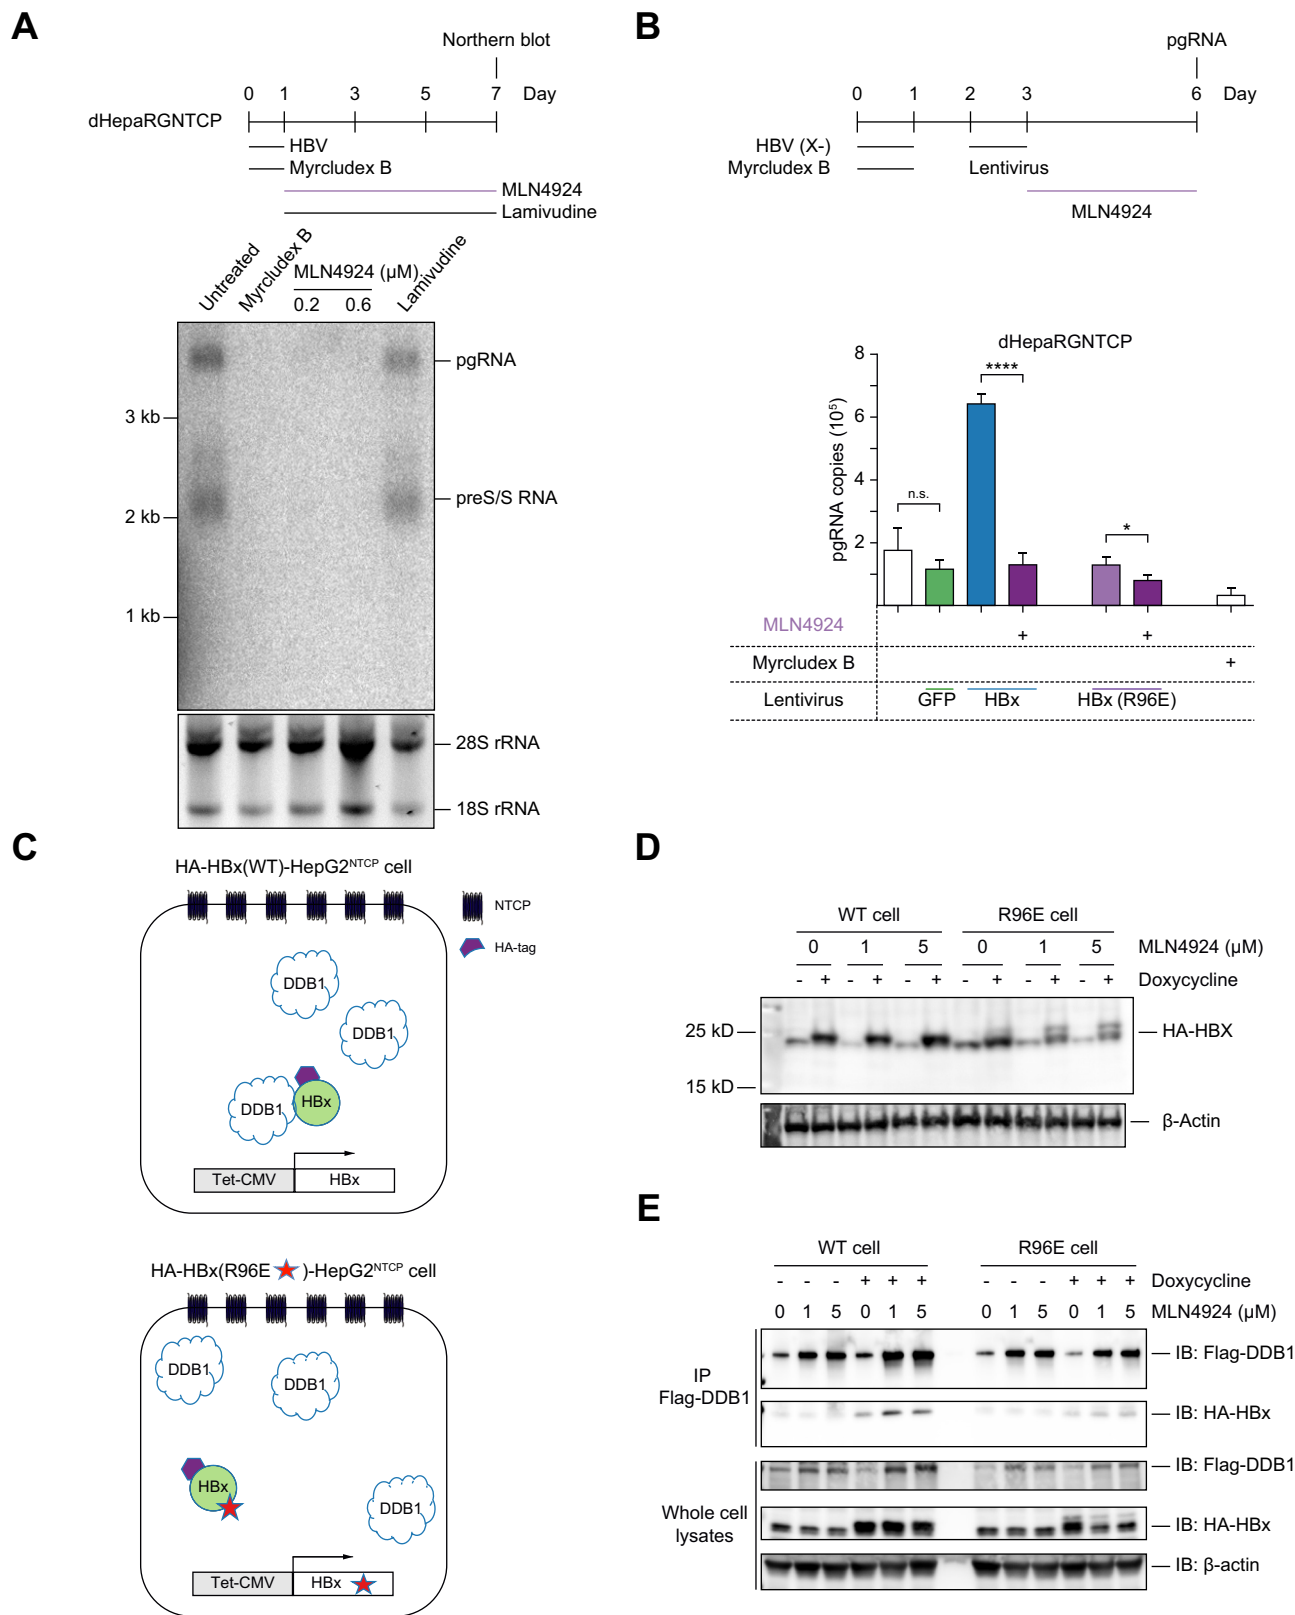 A
Northern blot
0 1 3 5 7 Day
dHepaRGNTCP
HBV
Myrcludex B
MLN4924
Lamivudine
Untreated
Myrcludex B
MLN4924 (µM)
0.2 0.6
Lamivudine
pgRNA
3 kb
preS/S RNA
2 kb
1 kb
28S rRNA
18S rRNA
B
pgRNA
0 1 2 3 6 Day
HBV (X-)
Myrcludex B
Lentivirus
MLN4924
dHepaRGNTCP
pgRNA copies (10⁵)
8
6
4
2
n.s.
****
*
MLN4924 + +
Myrcludex B +
Lentivirus GFP HBx HBx (R96E)
C
HA-HBx(WT)-HepG2ᴺᵀᶜᴾ cell
NTCP
HA-tag
DDB1
DDB1
DDB1 HBx
Tet-CMV HBx
HA-HBx(R96E )-HepG2ᴺᵀᶜᴾ cell
DDB1
DDB1
HBx
DDB1
Tet-CMV HBx
D
WT cell R96E cell
0 1 5 0 1 5 MLN4924 (µM)
- + - + - + - + - + - + Doxycycline
25 kD
HA-HBX
15 kD
β-Actin
E
WT cell R96E cell
- - - + + + - - - + + + Doxycycline
0 1 5 0 1 5 0 1 5 0 1 5 MLN4924 (µM)
IP
Flag-DDB1
IB: Flag-DDB1
IB: HA-HBx
Whole cell
lysates
IB: Flag-DDB1
IB: HA-HBx
IB: β-actin